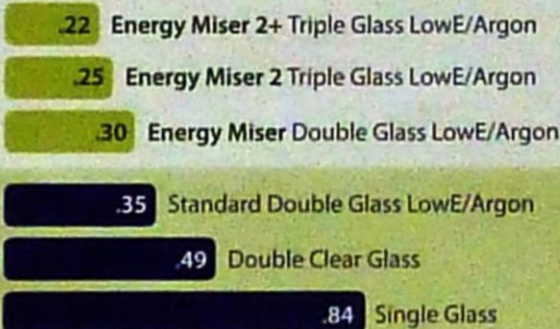 .22 Energy Miser 2+ Triple Glass LowE/Argon
.25 Energy Miser 2 Triple Glass LowE/Argon
.30 Energy Miser Double Glass LowE/Argon
.35 Standard Double Glass LowE/Argon
.49 Double Clear Glass
.84 Single Glass